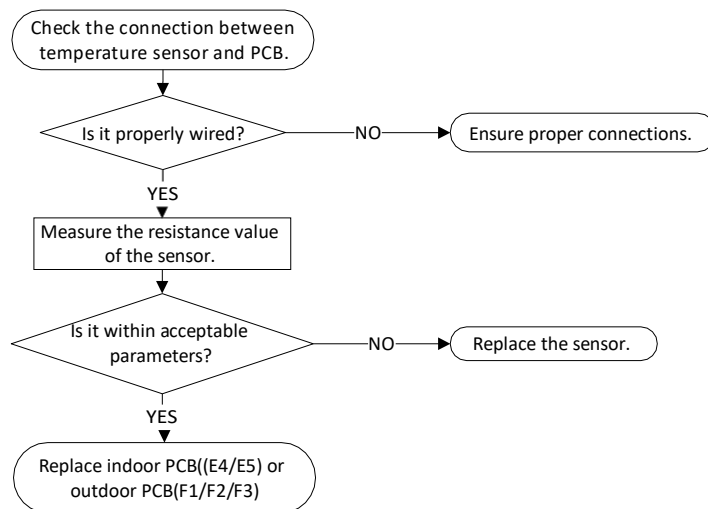 Check the connection between
temperature sensor and PCB.
Is it properly wired?
NO
Ensure proper connections.
YES
Measure the resistance value
of the sensor.
Is it within acceptable
parameters?
NO
Replace the sensor.
YES
Replace indoor PCB((E4/E5) or
outdoor PCB(F1/F2/F3)